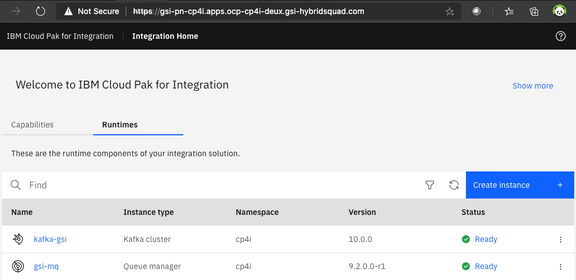 Not Secure https://gsi-pn-cp4i.apps.ocp-cp4i-deux.gsi-hybridsquad.com
IBM Cloud Pak for Integration Integration Home
Welcome to IBM Cloud Pak for Integration Show more
Capabilities Runtimes
These are the runtime components of your integration solution.
Find Create instance +
Name Instance type Namespace Version Status
kafka-gsi Kafka cluster cp4i 10.0.0 Ready
gsi-mq Queue manager cp4i 9.2.0.0-r1 Ready